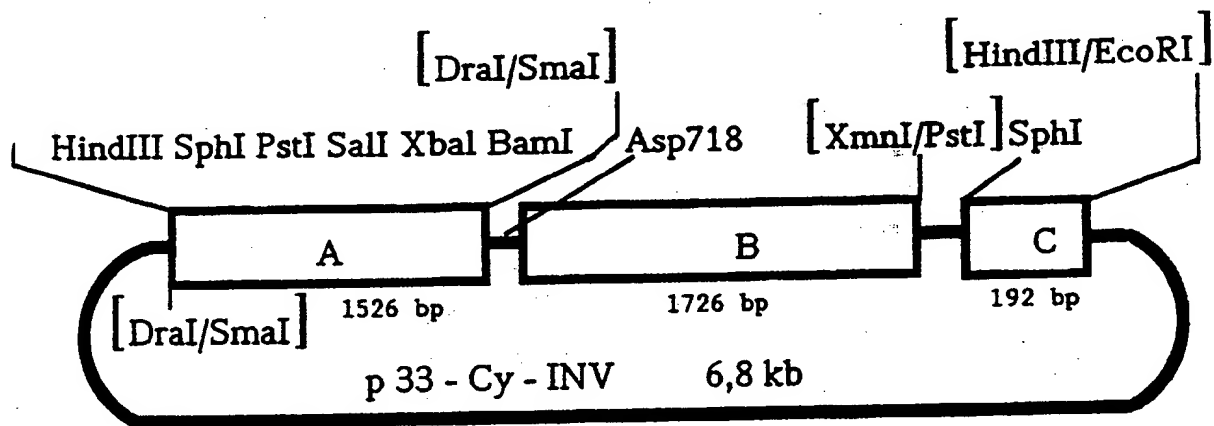 [DraI/SmaI]
[HindIII/EcoRI]
HindIII SphI PstI SalI XbaI BamI
Asp718
[XmnI/PstI] SphI
A
B
C
1526 bp
1726 bp
192 bp
[DraI/SmaI]
p 33 - Cy - INV 6,8 kb